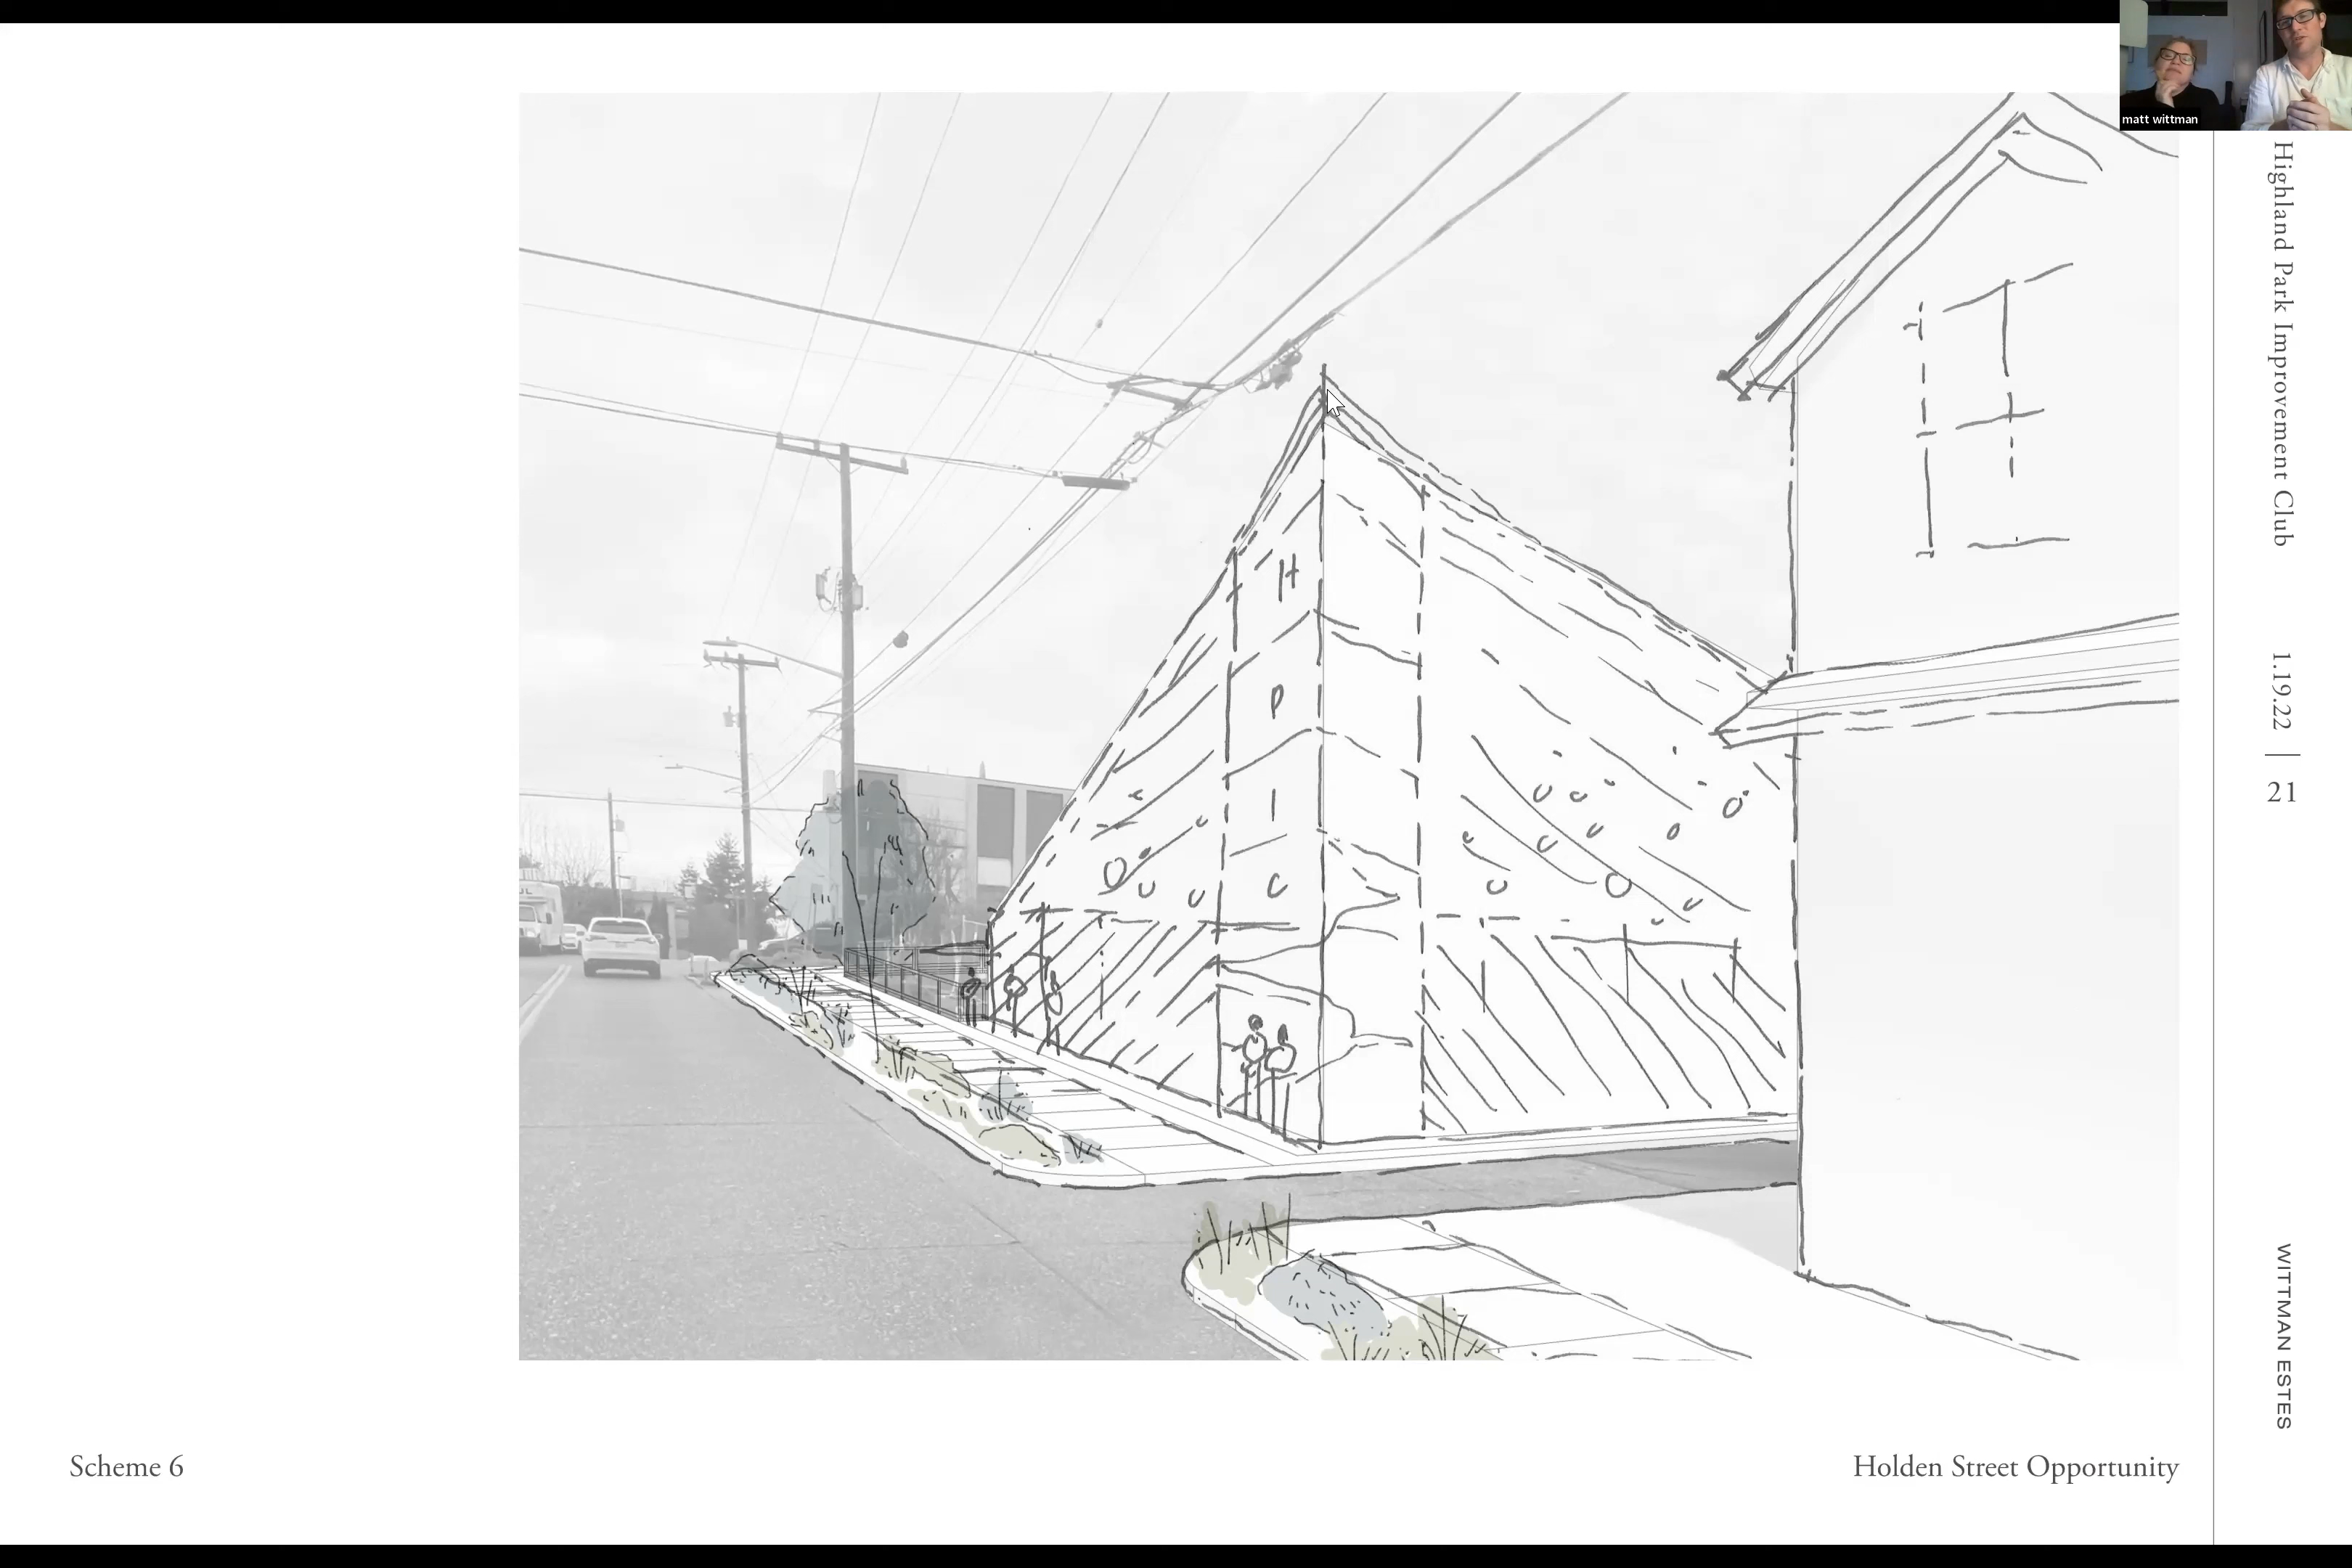 matt wittman
Highland Park Improvement Club
1.19.22
21
WITTMAN ESTES
H
P
I
C
Scheme 6
Holden Street Opportunity